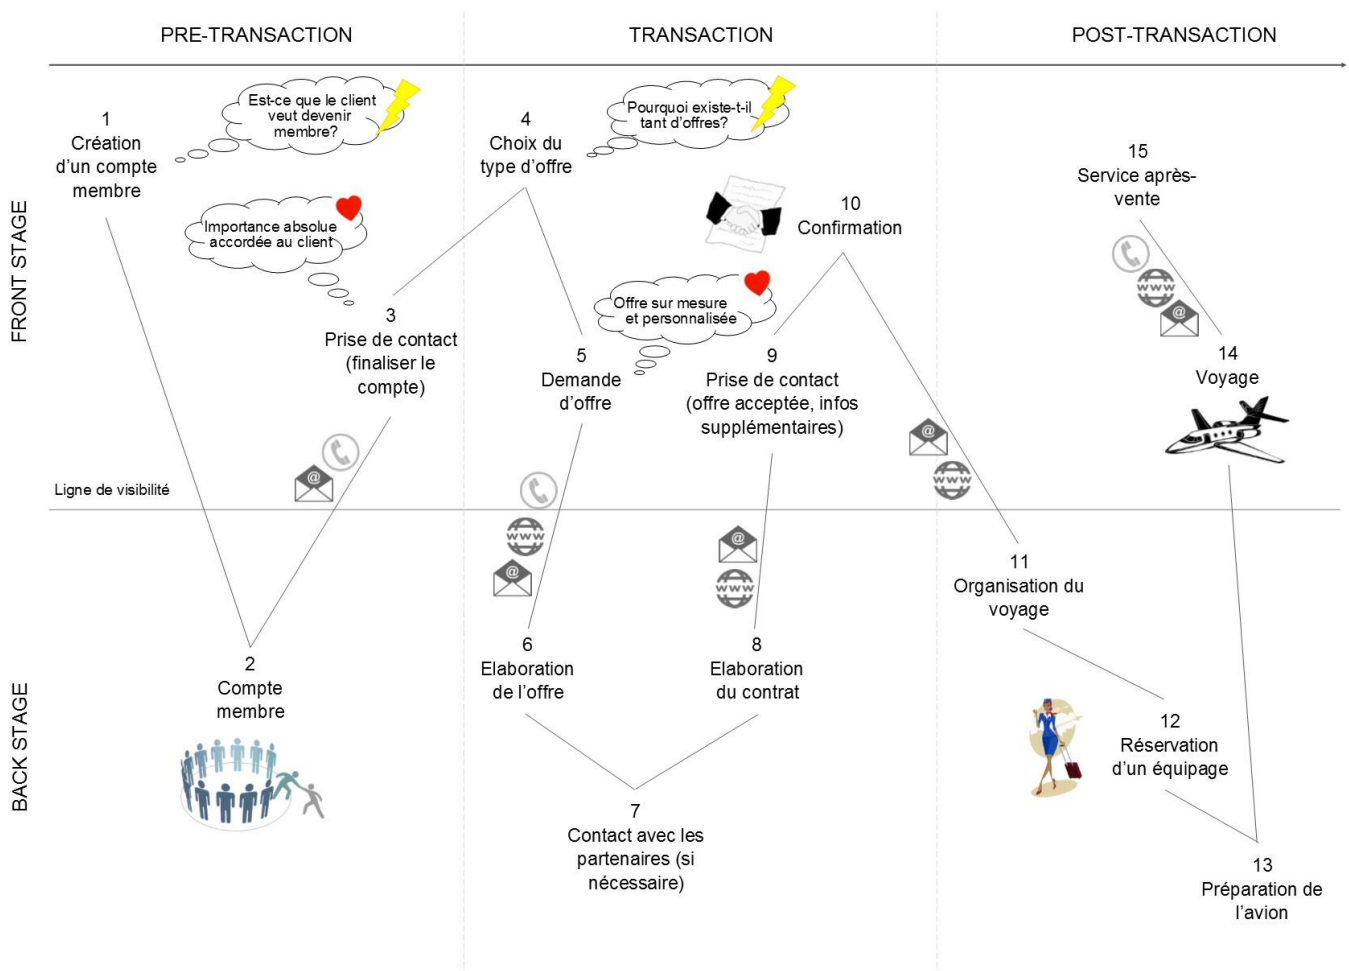 PRE-TRANSACTION
TRANSACTION
POST-TRANSACTION
FRONT STAGE
BACK STAGE
1
Création
d'un compte
membre
Est-ce que le client
veut devenir
membre?
Importance absolue
accordée au client
3
Prise de contact
(finaliser le
compte)
Ligne de visibilité
2
Compte
membre
@
4
Choix du
type d'offre
Pourquoi existe-t-il
tant d'offres?
10
Confirmation
Offre sur mesure
et personnalisée
5
Demande
d'offre
9
Prise de contact
(offre acceptée, infos
supplémentaires)
www
@
@
www
6
Elaboration
de l'offre
8
Elaboration
du contrat
7
Contact avec les
partenaires (si
nécessaire)
@
www
15
Service après-
vente
www
@
14
Voyage
11
Organisation du
voyage
12
Réservation
d'un équipage
13
Préparation de
l'avion